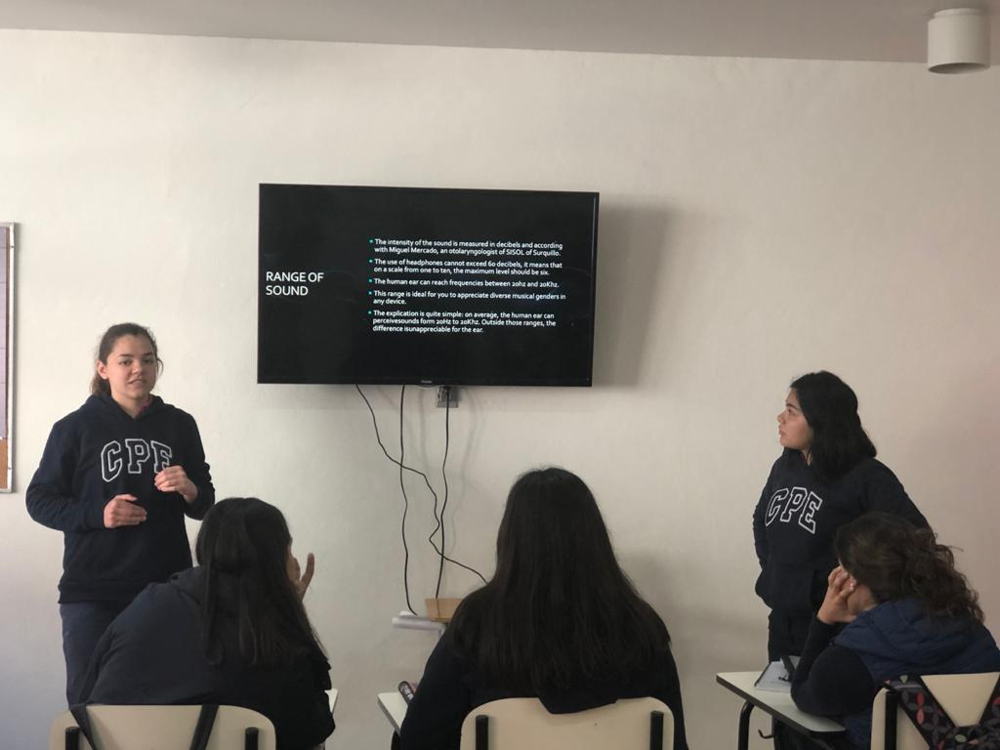 RANGE OF
SOUND
The intensity of the sound is measured in decibels and according
with Miguel Mercado, an otolaryngologist of SISOL of Surquillo.
The use of headphones cannot exceed 60 decibels, it means that
on a scale from one to ten, the maximum level should be six.
The human ear can reach frequencies between 20hz and 20Khz.
This range is ideal for you to appreciate diverse musical genders in
any device.
The explication is quite simple: on average, the human ear can
perceivesounds form 20Hz to 20Khz. Outside those ranges, the
difference isunappreciable for the ear.
CPE
CPE